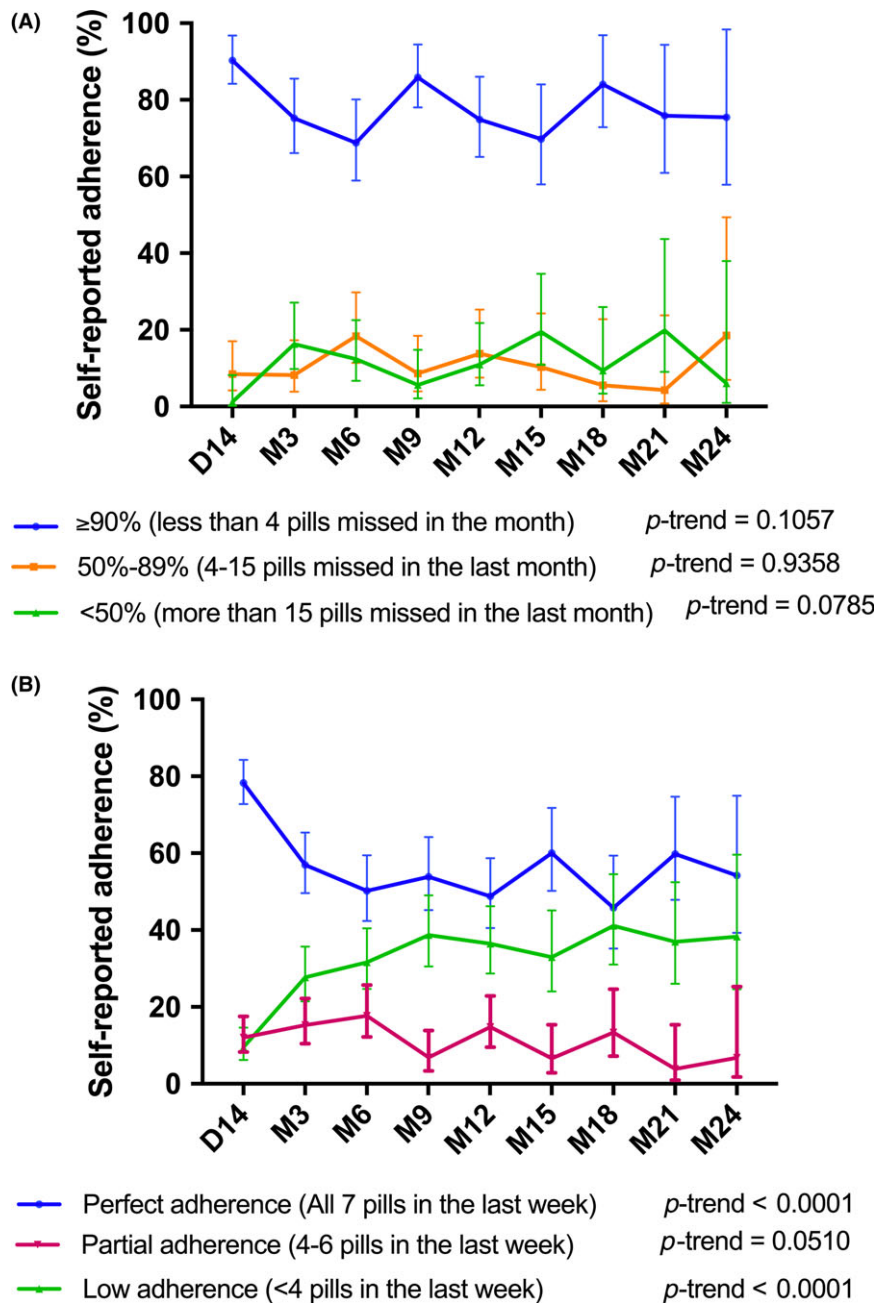 (A)
Self-reported adherence (%)
100
80
60
40
20
0
D14 M3 M6 M9 M12 M15 M18 M21 M24
≥90% (less than 4 pills missed in the month) p-trend = 0.1057
50%-89% (4-15 pills missed in the last month) p-trend = 0.9358
<50% (more than 15 pills missed in the last month) p-trend = 0.0785
(B)
Self-reported adherence (%)
100
80
60
40
20
0
D14 M3 M6 M9 M12 M15 M18 M21 M24
Perfect adherence (All 7 pills in the last week) p-trend < 0.0001
Partial adherence (4-6 pills in the last week) p-trend = 0.0510
Low adherence (<4 pills in the last week) p-trend < 0.0001